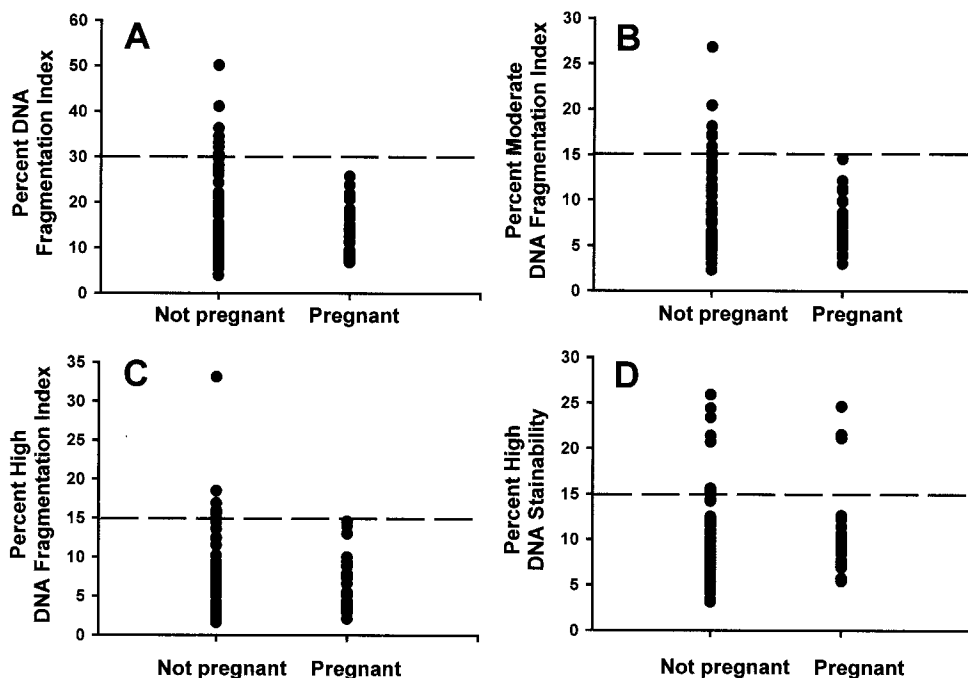 A
Percent DNA
Fragmentation Index
60
50
40
30
20
10
0
Not pregnant Pregnant
B
Percent Moderate
DNA Fragmentation Index
30
25
20
15
10
5
0
Not pregnant Pregnant
C
Percent High
DNA Fragmentation Index
35
30
25
20
15
10
5
0
Not pregnant Pregnant
D
Percent High
DNA Stainability
30
25
20
15
10
5
0
Not pregnant Pregnant